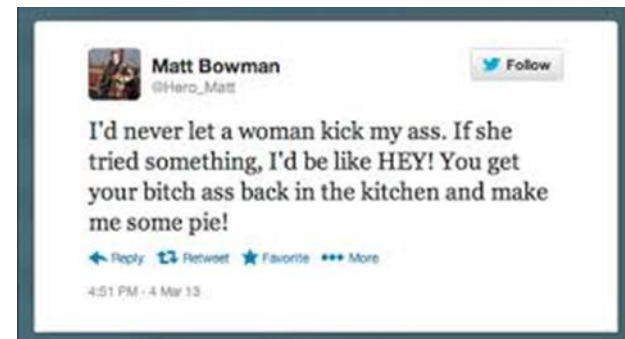 Matt Bowman
@Hero_Matt
Follow
I'd never let a woman kick my ass. If she
tried something, I'd be like HEY! You get
your bitch ass back in the kitchen and make
me some pie!
Reply Retweet Favorite More
4:51 PM - 4 Mar 13